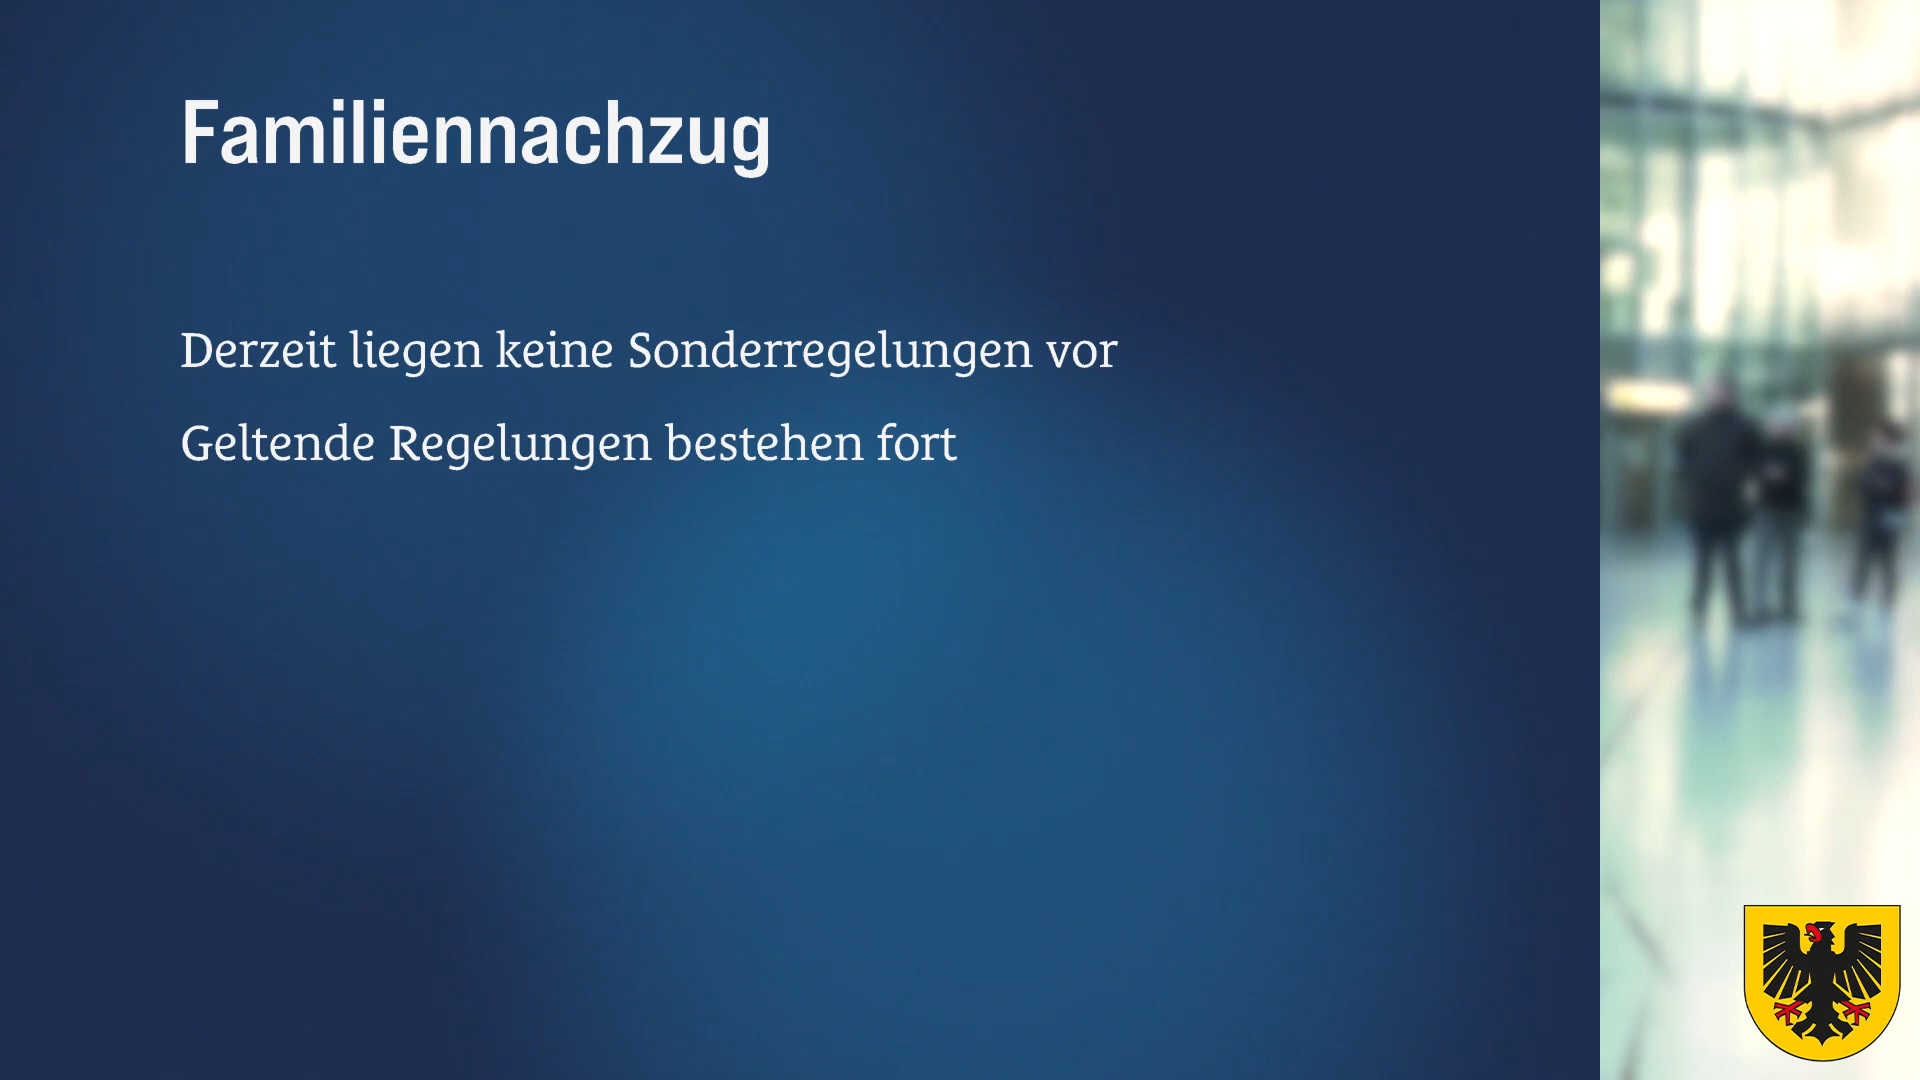 Familiennachzug
Derzeit liegen keine Sonderregelungen vor
Geltende Regelungen bestehen fort